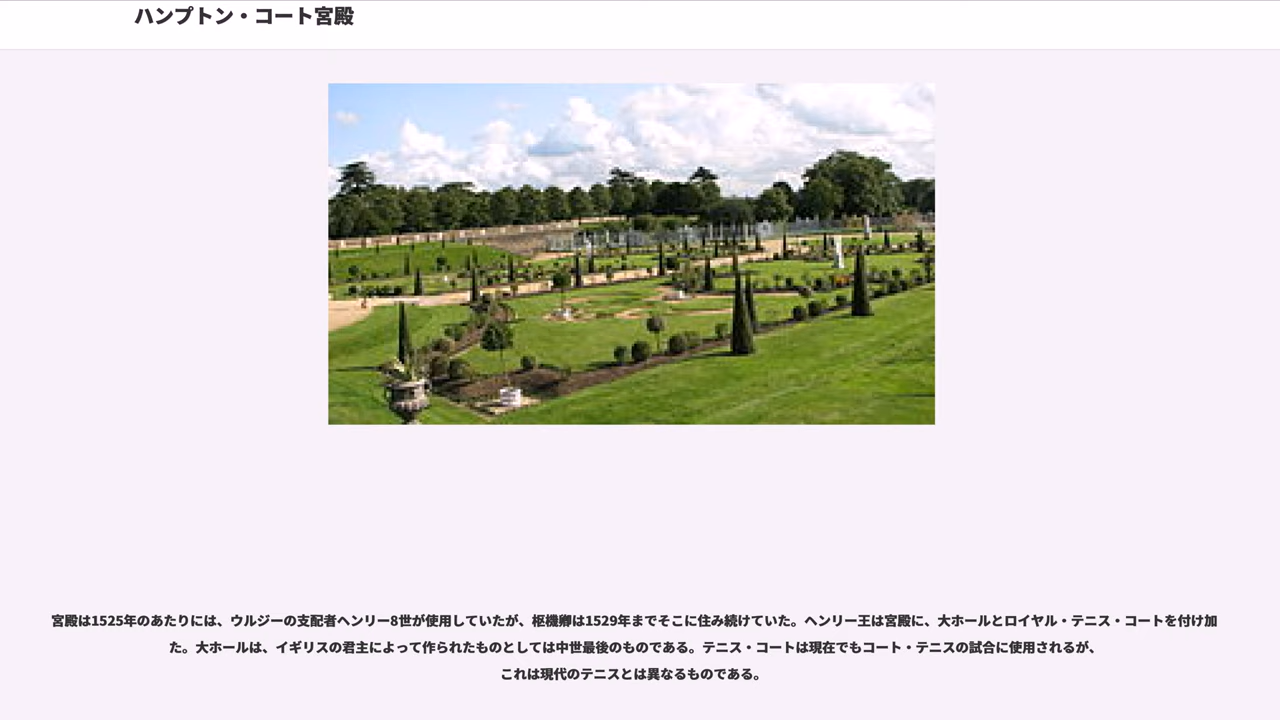 ハンプトン・コート宮殿
宮殿は1525年のあたりには、ウルジーの支配者ヘンリー8世が使用していたが、枢機卿は1529年までそこに住み続けていた。ヘンリー王は宮殿に、大ホールとロイヤル・テニス・コートを付け加
た。大ホールは、イギリスの君主によって作られたものとしては中世最後のものである。テニス・コートは現在でもコート・テニスの試合に使用されるが、
これは現代のテニスとは異なるものである。